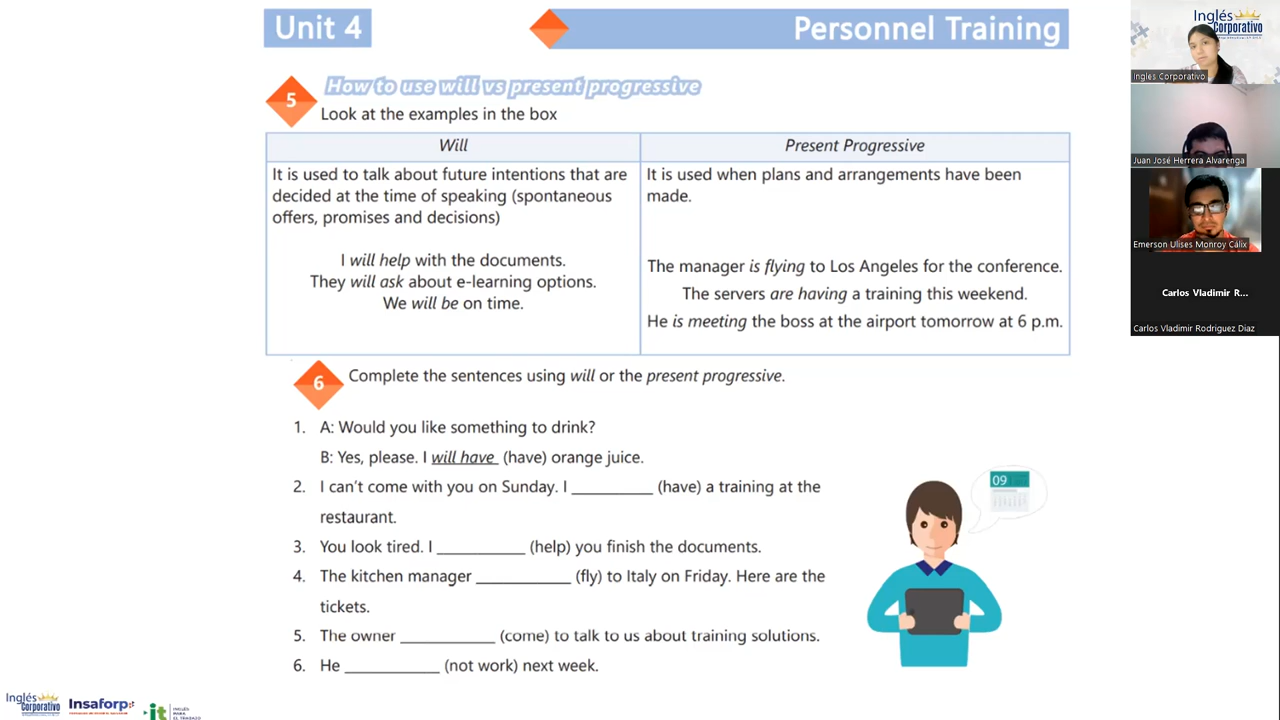 Unit 4
Personnel Training
5
How to use will vs present progressive
Look at the examples in the box
Will
Present Progressive
It is used to talk about future intentions that are
decided at the time of speaking (spontaneous
offers, promises and decisions)
I will help with the documents.
They will ask about e-learning options.
We will be on time.
It is used when plans and arrangements have been
made.
The manager is flying to Los Angeles for the conference.
The servers are having a training this weekend.
He is meeting the boss at the airport tomorrow at 6 p.m.
6
Complete the sentences using will or the present progressive.
1. A: Would you like something to drink?
B: Yes, please. I will have (have) orange juice.
2. I can't come with you on Sunday. I __________ (have) a training at the
restaurant.
3. You look tired. I ___________ (help) you finish the documents.
4. The kitchen manager ____________ (fly) to Italy on Friday. Here are the
tickets.
5. The owner ____________ (come) to talk to us about training solutions.
6. He ____________ (not work) next week.
09
Inglés
Corporativo
Ingles Corporativo
Juan José Herrera Alvarenga
Emerson Ulises Monroy Cálix
Carlos Vladimir R...
Carlos Vladimir Rodriguez Diaz
Inglés
Corporativo
Insaforp
it
INGLÉS
PARA
EL TRABAJO